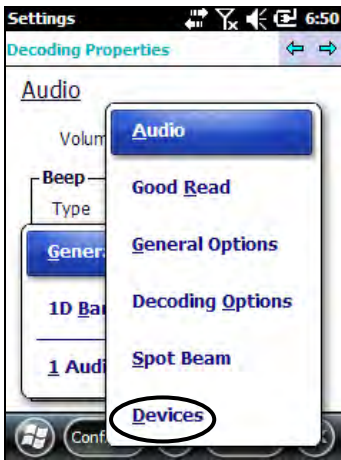 Settings 6:50
Decoding Properties
Audio
Volum
Beep
Type
Gener
1D Bar
1 Audi
Audio
Good Read
General Options
Decoding Options
Spot Beam
Devices
Conf